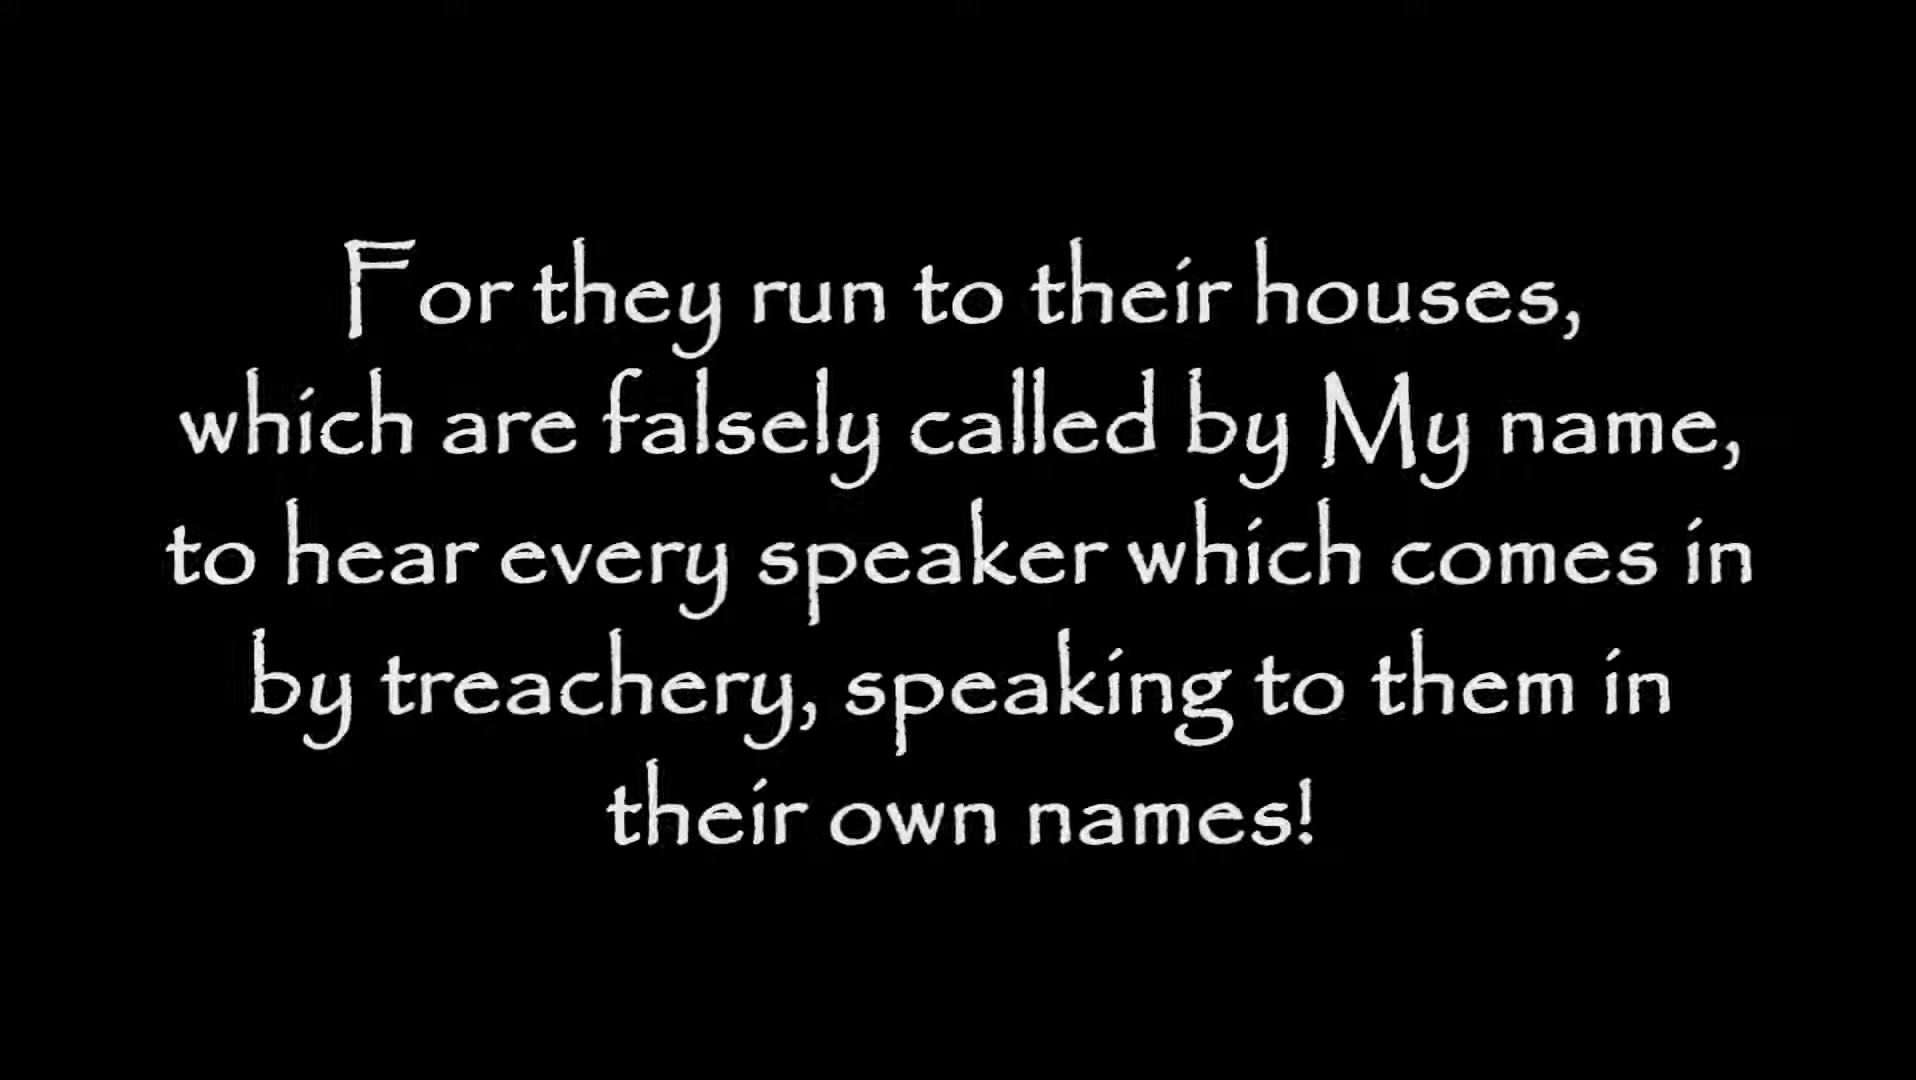 For they run to their houses,
which are falsely called by My name,
to hear every speaker which comes in
by treachery, speaking to them in
their own names!